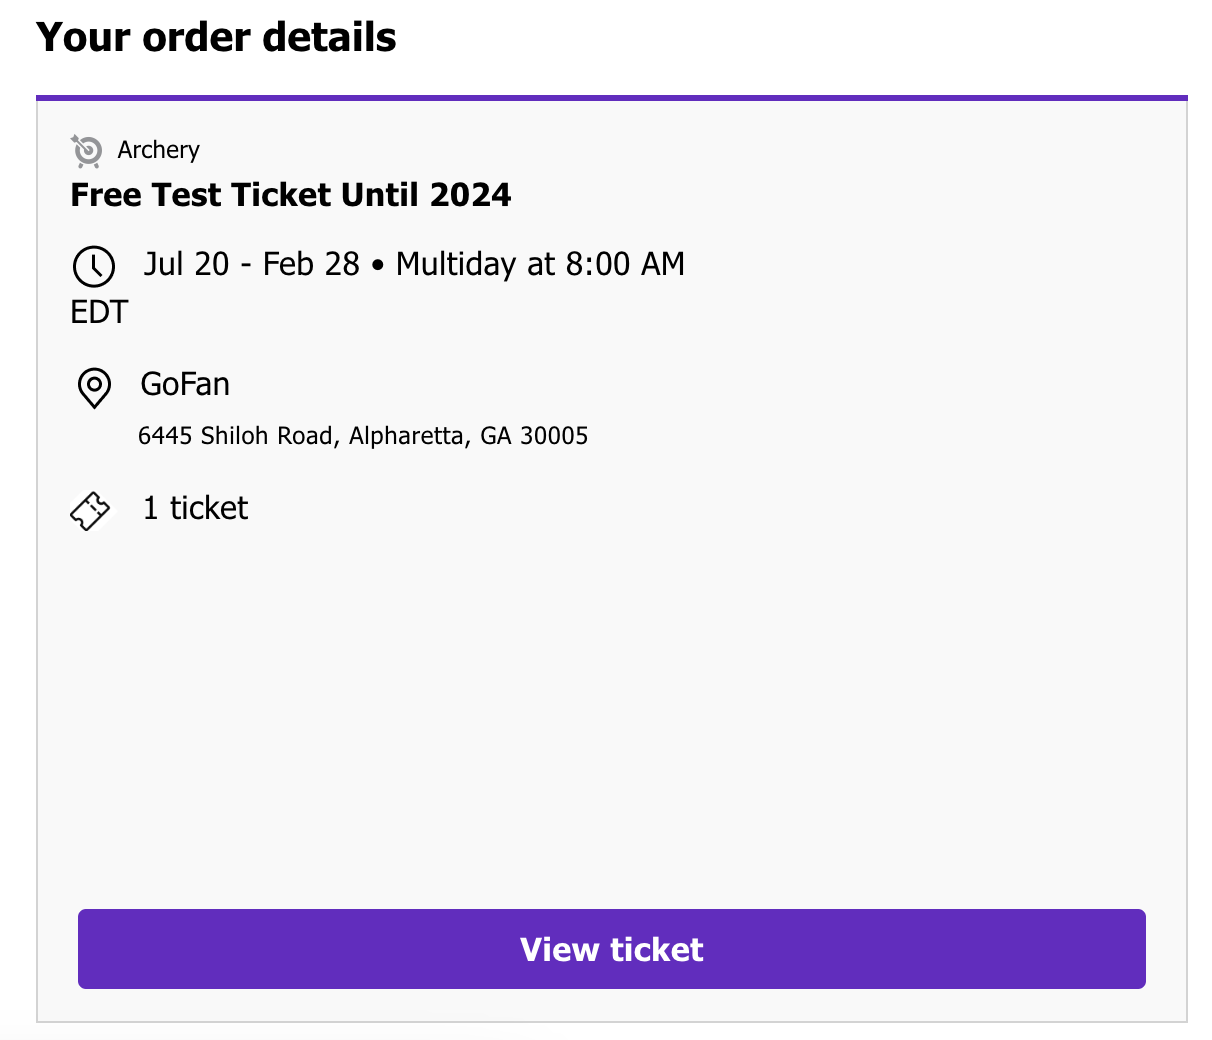 Your order details
Archery
Free Test Ticket Until 2024
Jul 20 - Feb 28 • Multiday at 8:00 AM
EDT
GoFan
6445 Shiloh Road, Alpharetta, GA 30005
1 ticket
View ticket